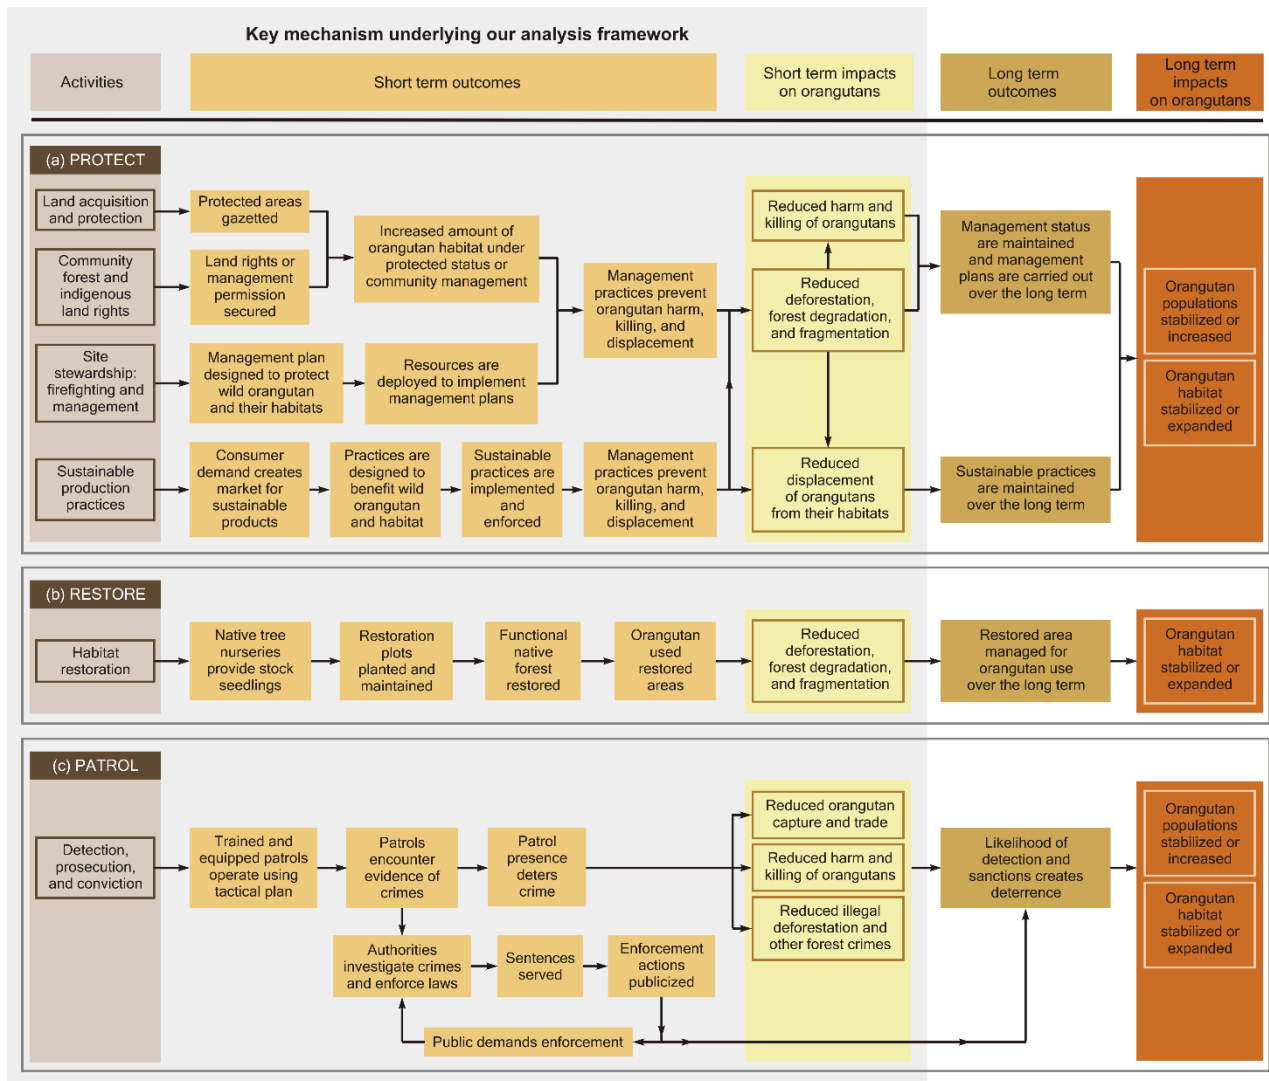 Key mechanism underlying our analysis framework
Activities
Short term outcomes
Short term impacts
on orangutans
Long term
outcomes
Long term
impacts
on orangutans
(a) PROTECT
Land acquisition
and protection
Protected areas
gazetted
Community
forest and
indigenous
land rights
Land rights or
management
permission
secured
Increased amount of
orangutan habitat under
protected status or
community management
Site
stewardship:
firefighting and
management
Management plan
designed to protect
wild orangutan
and their habitats
Resources are
deployed to implement
management plans
Management
practices prevent
orangutan harm,
killing, and
displacement
Sustainable
production
practices
Consumer
demand creates
market for
sustainable
products
Practices are
designed to
benefit wild
orangutan
and habitat
Sustainable
practices are
implemented
and
enforced
Management
practices prevent
orangutan harm,
killing, and
displacement
Reduced harm and
killing of orangutans
Reduced
deforestation,
forest degradation,
and fragmentation
Reduced
displacement
of orangutans
from their habitats
Management status
are maintained
and management
plans are carried out
over the long term
Sustainable practices
are maintained
over the long term
Orangutan
populations
stabilized or
increased
Orangutan
habitat
stabilized or
expanded
(b) RESTORE
Habitat
restoration
Native tree
nurseries
provide stock
seedlings
Restoration
plots
planted and
maintained
Functional
native
forest
restored
Orangutan
used
restored
areas
Reduced
deforestation,
forest degradation,
and fragmentation
Restored area
managed for
orangutan use
over the long term
Orangutan
habitat
stabilized or
expanded
(c) PATROL
Detection,
prosecution,
and conviction
Trained and
equipped patrols
operate using
tactical plan
Patrols
encounter
evidence of
crimes
Patrol
presence
deters
crime
Authorities
investigate crimes
and enforce laws
Sentences
served
Enforcement
actions
publicized
Public demands enforcement
Reduced orangutan
capture and trade
Reduced harm and
killing of orangutans
Reduced illegal
deforestation and
other forest crimes
Likelihood of
detection and
sanctions creates
deterrence
Orangutan
populations
stabilized or
increased
Orangutan
habitat
stabilized or
expanded